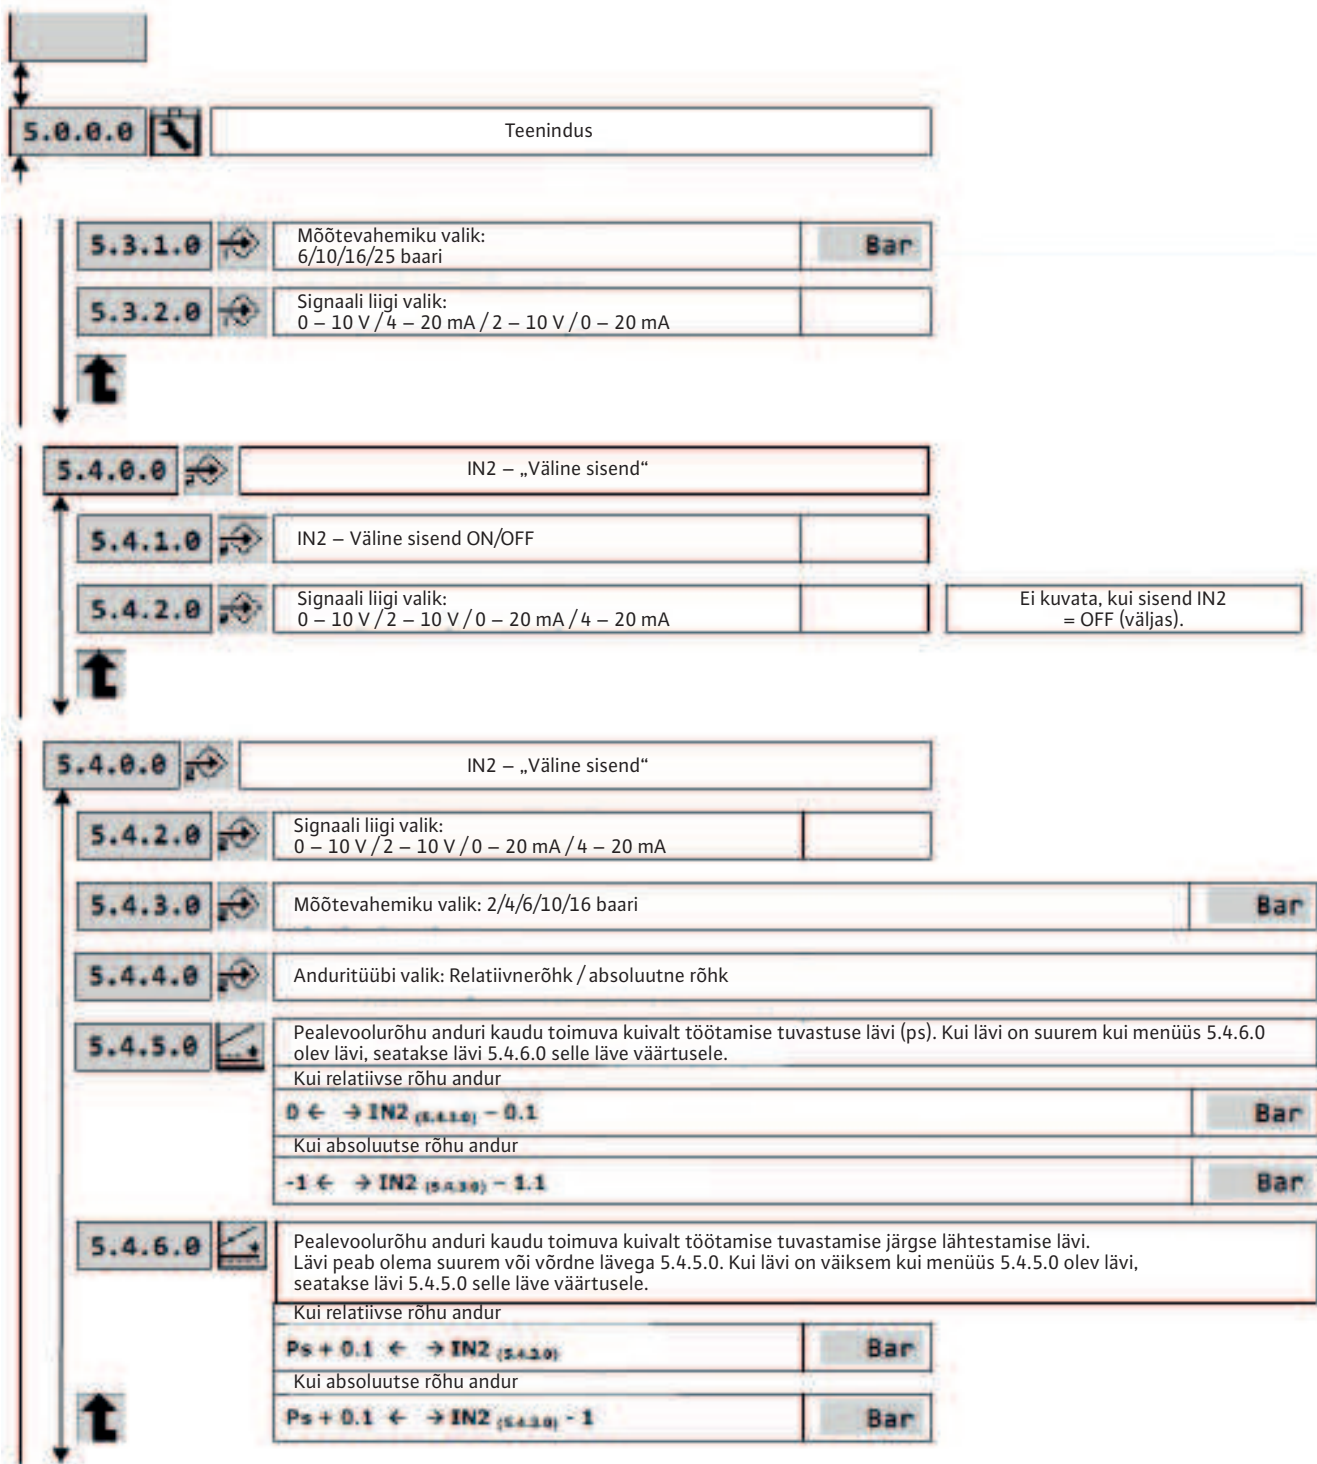 5.0.0.0 Teenindus
5.3.1.0 Mõõtevahemiku valik:
6/10/16/25 baari Bar
5.3.2.0 Signaali liigi valik:
0 – 10 V / 4 – 20 mA / 2 – 10 V / 0 – 20 mA
5.4.0.0 IN2 – „Väline sisend“
5.4.1.0 IN2 – Väline sisend ON/OFF
5.4.2.0 Signaali liigi valik:
0 – 10 V / 2 – 10 V / 0 – 20 mA / 4 – 20 mA
Ei kuvata, kui sisend IN2
= OFF (väljas).
5.4.0.0 IN2 – „Väline sisend“
5.4.2.0 Signaali liigi valik:
0 – 10 V / 2 – 10 V / 0 – 20 mA / 4 – 20 mA
5.4.3.0 Mõõtevahemiku valik: 2/4/6/10/16 baari Bar
5.4.4.0 Anduritüübi valik: Relatiivnerõhk / absoluutne rõhk
5.4.5.0 Pealevoolurõhu anduri kaudu toimuva kuivalt töötamise tuvastuse lävi (ps). Kui lävi on suurem kui menüüs 5.4.6.0
olev lävi, seatakse lävi 5.4.6.0 selle läve väärtusele.
Kui relatiivse rõhu andur
0 ← → IN2 (5.4.3.0) – 0.1 Bar
Kui absoluutse rõhu andur
-1 ← → IN2 (5.4.3.0) – 1.1 Bar
5.4.6.0 Pealevoolurõhu anduri kaudu toimuva kuivalt töötamise tuvastamise järgse lähtestamise lävi.
Lävi peab olema suurem või võrdne lävega 5.4.5.0. Kui lävi on väiksem kui menüüs 5.4.5.0 olev lävi,
seatakse lävi 5.4.5.0 selle läve väärtusele.
Kui relatiivse rõhu andur
Ps + 0.1 ← → IN2 (5.4.3.0) Bar
Kui absoluutse rõhu andur
Ps + 0.1 ← → IN2 (5.4.3.0) - 1 Bar